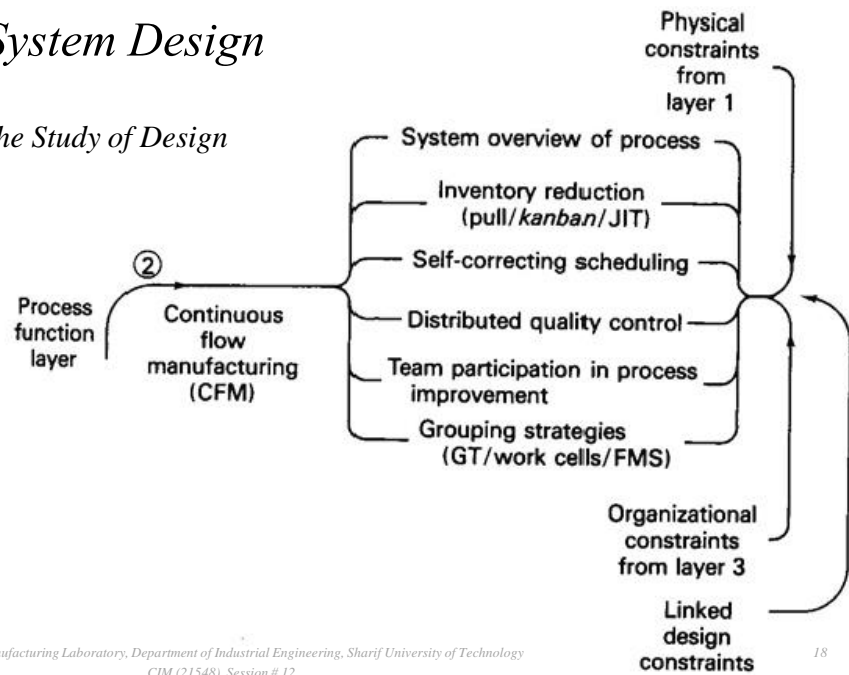 System Design
the Study of Design
Physical
constraints
from
layer 1
System overview of process
Inventory reduction
(pull/kanban/JIT)
Self-correcting scheduling
②
Distributed quality control
Process
function
layer
Continuous
flow
manufacturing
(CFM)
Team participation in process
improvement
Grouping strategies
(GT/work cells/FMS)
Organizational
constraints
from layer 3
Linked
design
constraints
ufacturing Laboratory, Department of Industrial Engineering, Sharif University of Technology
CIM (21548), Session # 12
18